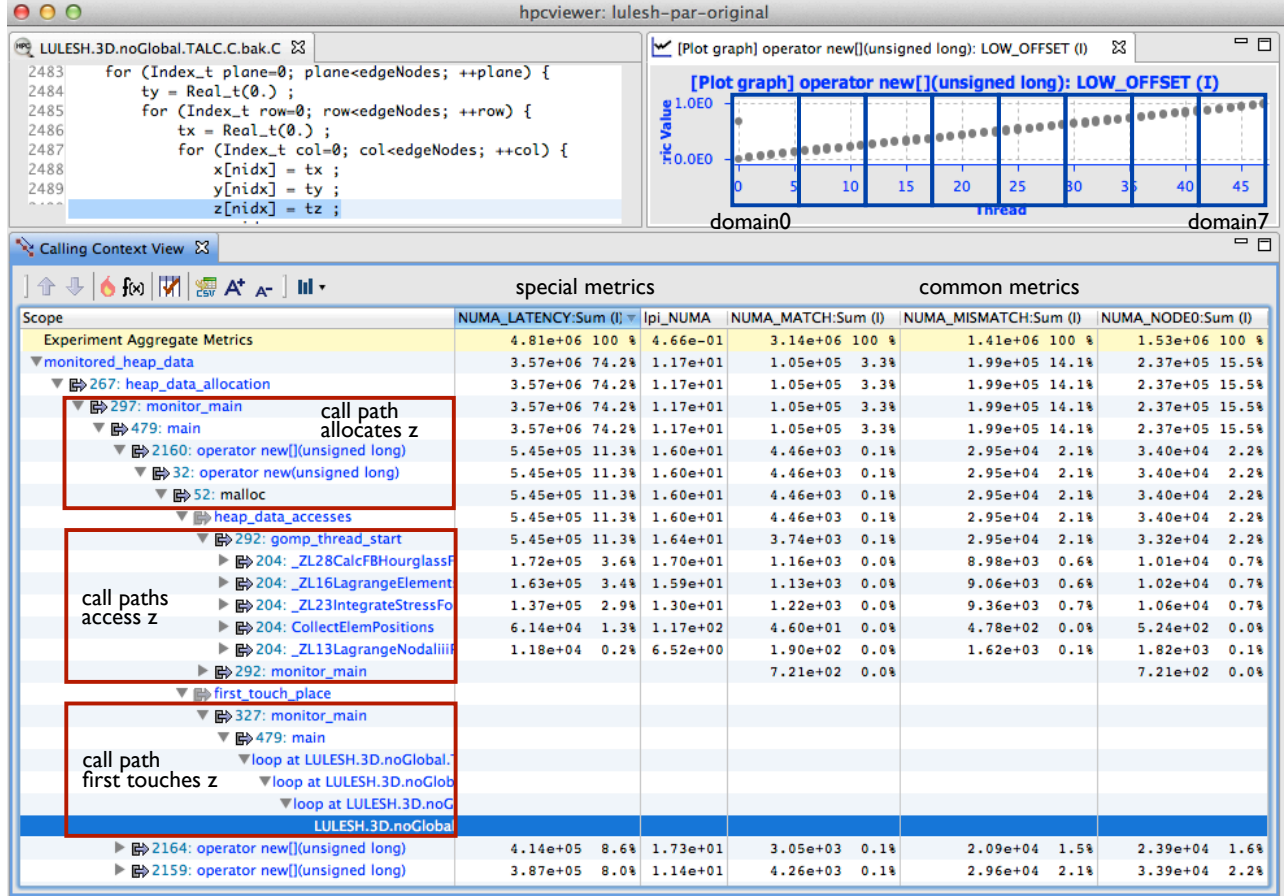 hpcviewer: lulesh-par-original
LULESH.3D.noGlobal.TALC.C.bak.C
2483 for (Index_t plane=0; plane<edgeNodes; ++plane) {
2484 ty = Real_t(0.) ;
2485 for (Index_t row=0; row<edgeNodes; ++row) {
2486 tx = Real_t(0.) ;
2487 for (Index_t col=0; col<edgeNodes; ++col) {
2488 x[nidx] = tx ;
2489 y[nidx] = ty ;
z[nidx] = tz ;
[Plot graph] operator new[](unsigned long): LOW_OFFSET (I)
[Plot graph] operator new[](unsigned long): LOW_OFFSET (I)
ric Value
1.0E0
0.0E0
0 5 10 15 20 25 30 35 40 45
Thread
domain0 domain7
Calling Context View
CSV A+ A-
special metrics common metrics
Scope NUMA_LATENCY:Sum (I) lpi_NUMA NUMA_MATCH:Sum (I) NUMA_MISMATCH:Sum (I) NUMA_NODE0:Sum (I)
Experiment Aggregate Metrics 4.81e+06 100 % 4.66e-01 3.14e+06 100 % 1.41e+06 100 % 1.53e+06 100 %
monitored_heap_data 3.57e+06 74.2% 1.17e+01 1.05e+05 3.3% 1.99e+05 14.1% 2.37e+05 15.5%
267: heap_data_allocation 3.57e+06 74.2% 1.17e+01 1.05e+05 3.3% 1.99e+05 14.1% 2.37e+05 15.5%
297: monitor_main 3.57e+06 74.2% 1.17e+01 1.05e+05 3.3% 1.99e+05 14.1% 2.37e+05 15.5%
call path
allocates z
479: main 3.57e+06 74.2% 1.17e+01 1.05e+05 3.3% 1.99e+05 14.1% 2.37e+05 15.5%
2160: operator new[](unsigned long) 5.45e+05 11.3% 1.60e+01 4.46e+03 0.1% 2.95e+04 2.1% 3.40e+04 2.2%
32: operator new(unsigned long) 5.45e+05 11.3% 1.60e+01 4.46e+03 0.1% 2.95e+04 2.1% 3.40e+04 2.2%
52: malloc 5.45e+05 11.3% 1.60e+01 4.46e+03 0.1% 2.95e+04 2.1% 3.40e+04 2.2%
heap_data_accesses 5.45e+05 11.3% 1.60e+01 4.46e+03 0.1% 2.95e+04 2.1% 3.40e+04 2.2%
292: gomp_thread_start 5.45e+05 11.3% 1.64e+01 3.74e+03 0.1% 2.95e+04 2.1% 3.32e+04 2.2%
204: _ZL28CalcFBHourglassF 1.72e+05 3.6% 1.70e+01 1.16e+03 0.0% 8.98e+03 0.6% 1.01e+04 0.7%
204: _ZL16LagrangeElement 1.63e+05 3.4% 1.59e+01 1.13e+03 0.0% 9.06e+03 0.6% 1.02e+04 0.7%
call paths
access z
204: _ZL23IntegrateStressFo 1.37e+05 2.9% 1.30e+01 1.22e+03 0.0% 9.36e+03 0.7% 1.06e+04 0.7%
204: CollectElemPositions 6.14e+04 1.3% 1.17e+02 4.60e+01 0.0% 4.78e+02 0.0% 5.24e+02 0.0%
204: _ZL13LagrangeNodaliiiF 1.18e+04 0.2% 6.52e+00 1.90e+02 0.0% 1.62e+03 0.1% 1.82e+03 0.1%
292: monitor_main 7.21e+02 0.0% 7.21e+02 0.0%
first_touch_place
327: monitor_main
479: main
call path
first touches z
loop at LULESH.3D.noGlobal.
loop at LULESH.3D.noGlob
loop at LULESH.3D.noG
LULESH.3D.noGlobal
2164: operator new[](unsigned long) 4.14e+05 8.6% 1.73e+01 3.05e+03 0.1% 2.09e+04 1.5% 2.39e+04 1.6%
2159: operator new[](unsigned long) 3.87e+05 8.0% 1.14e+01 4.26e+03 0.1% 2.96e+04 2.1% 3.39e+04 2.2%